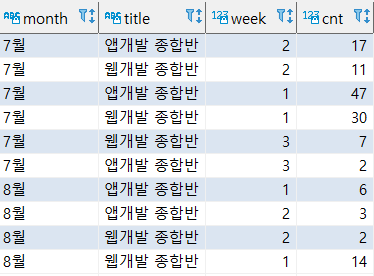 ABC month ABC title 123 week 123 cnt
7월 앱개발 종합반 2 17
7월 웹개발 종합반 2 11
7월 앱개발 종합반 1 47
7월 웹개발 종합반 1 30
7월 웹개발 종합반 3 7
7월 앱개발 종합반 3 2
8월 앱개발 종합반 1 6
8월 웹개발 종합반 2 3
8월 앱개발 종합반 2 2
8월 웹개발 종합반 1 14